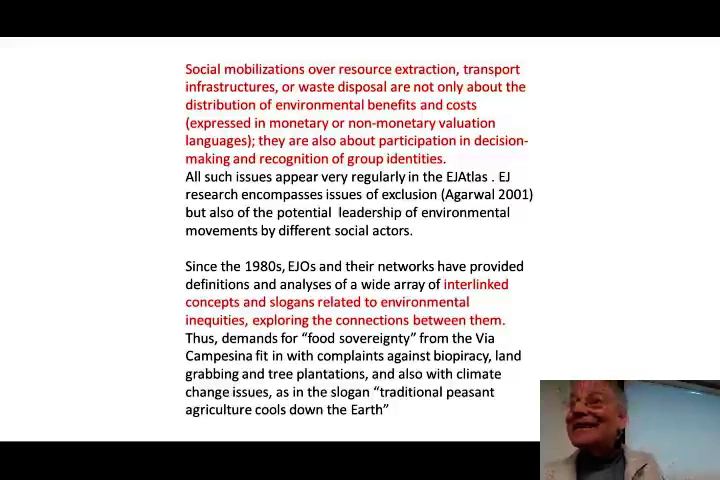 Social mobilizations over resource extraction, transport
infrastructures, or waste disposal are not only about the
distribution of environmental benefits and costs
(expressed in monetary or non-monetary valuation
languages); they are also about participation in decision-
making and recognition of group identities.
All such issues appear very regularly in the EJAtlas . EJ
research encompasses issues of exclusion (Agarwal 2001)
but also of the potential leadership of environmental
movements by different social actors.
Since the 1980s, EJOs and their networks have provided
definitions and analyses of a wide array of interlinked
concepts and slogans related to environmental
inequities, exploring the connections between them.
Thus, demands for “food sovereignty” from the Via
Campesina fit in with complaints against biopiracy, land
grabbing and tree plantations, and also with climate
change issues, as in the slogan “traditional peasant
agriculture cools down the Earth”